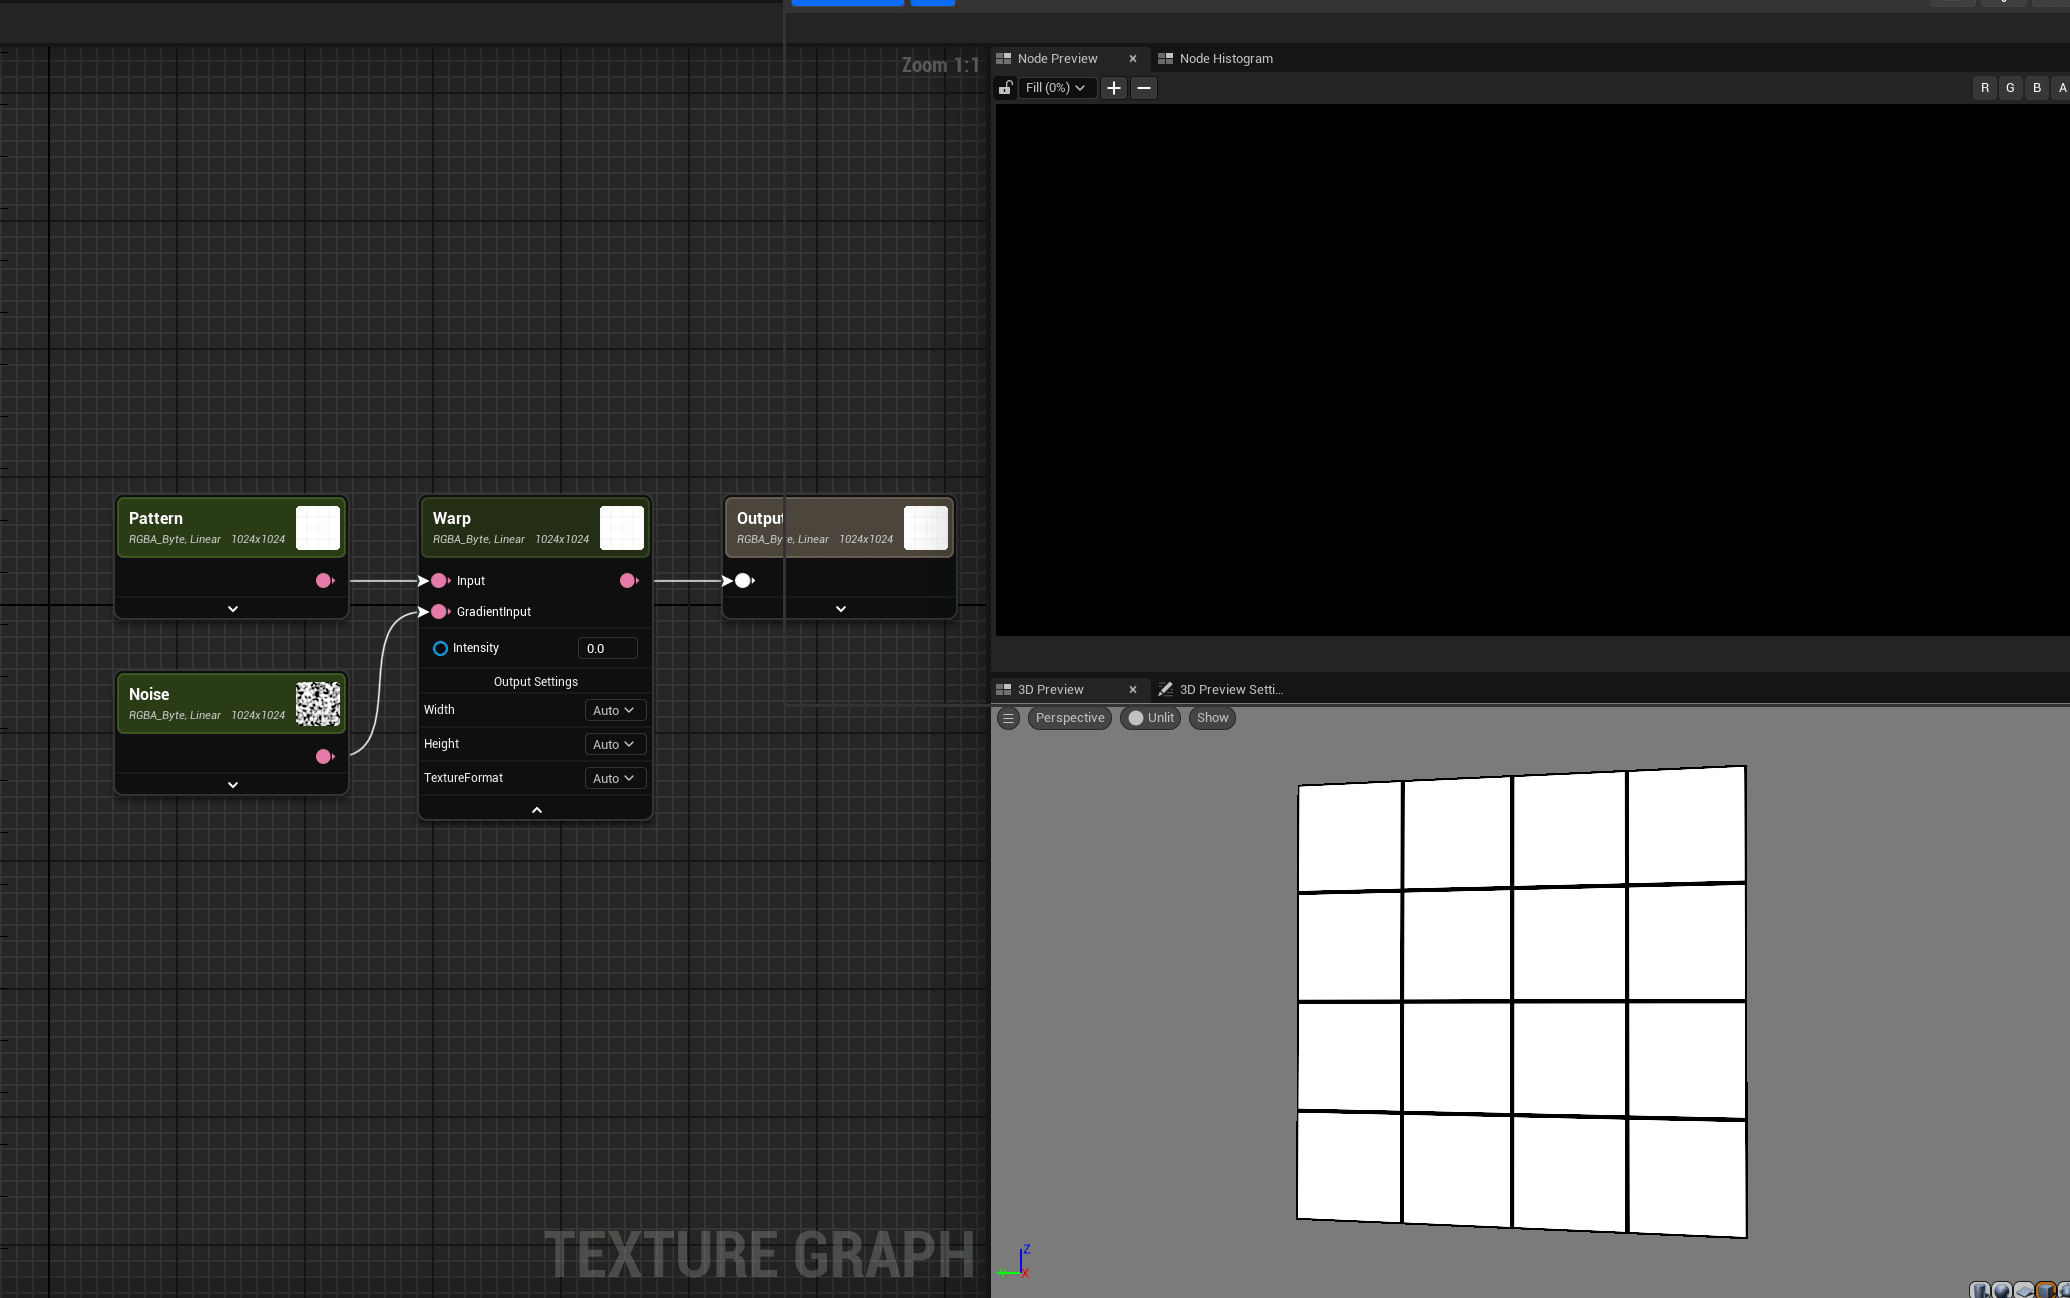 Zoom 1:1
Node Preview
Node Histogram
Fill (0%)
R G B A
Pattern
RGBA_Byte, Linear 1024x1024
Warp
RGBA_Byte, Linear 1024x1024
Output
RGBA_Byte, Linear 1024x1024
Input
GradientInput
Intensity 0.0
Output Settings
Width Auto
Height Auto
TextureFormat Auto
Noise
RGBA_Byte, Linear 1024x1024
3D Preview
3D Preview Setti...
Perspective Unlit Show
TEXTURE GRAPH
Z
Y X